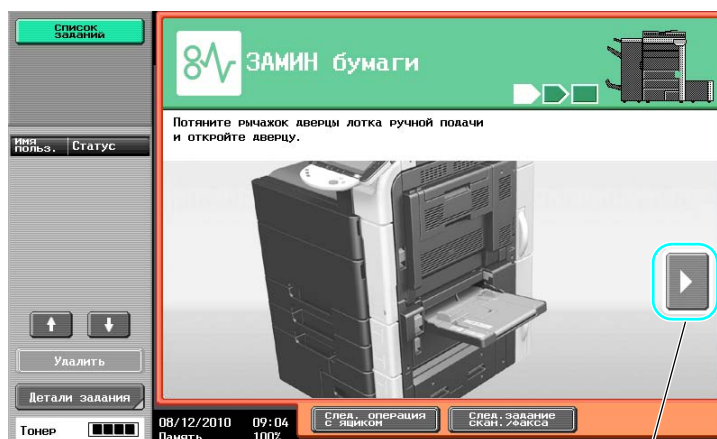 Список
заданий
ЗАМИН бумаги
Потяните рычажок дверцы лотка ручной подачи
и откройте дверцу.
Имя
польз.
Статус
Удалить
Детали задания
Тонер
08/12/2010 09:04
Память 100%
След. операция
с ящиком
След.задание
скан./факса